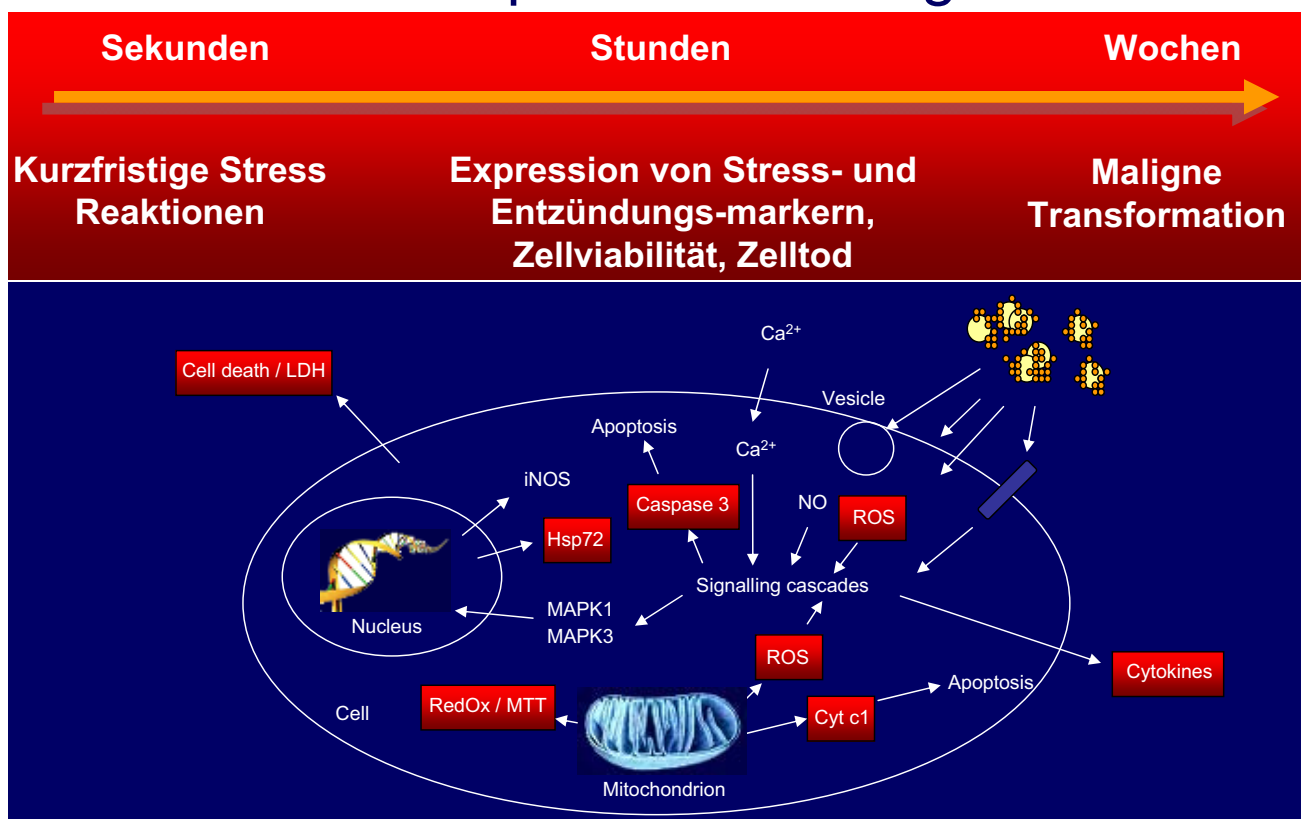 Sekunden
Stunden
Wochen
Kurzfristige Stress
Reaktionen
Expression von Stress- und
Entzündungs-markern,
Zellviabilität, Zelltod
Maligne
Transformation
Ca2+
Cell death / LDH
Vesicle
Apoptosis
Ca2+
iNOS
Caspase 3
NO
ROS
Hsp72
Signalling cascades
MAPK1
MAPK3
Nucleus
ROS
Cytokines
Apoptosis
RedOx / MTT
Cell
Cyt c1
Mitochondrion